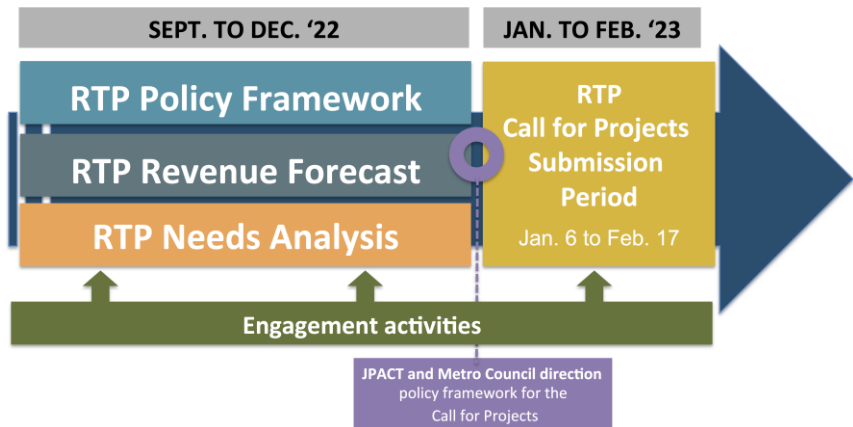 SEPT. TO DEC. ‘22
JAN. TO FEB. ‘23
RTP Policy Framework
RTP Revenue Forecast
RTP Needs Analysis
RTP
Call for Projects
Submission
Period
Jan. 6 to Feb. 17
Engagement activities
JPACT and Metro Council direction
policy framework for the
Call for Projects